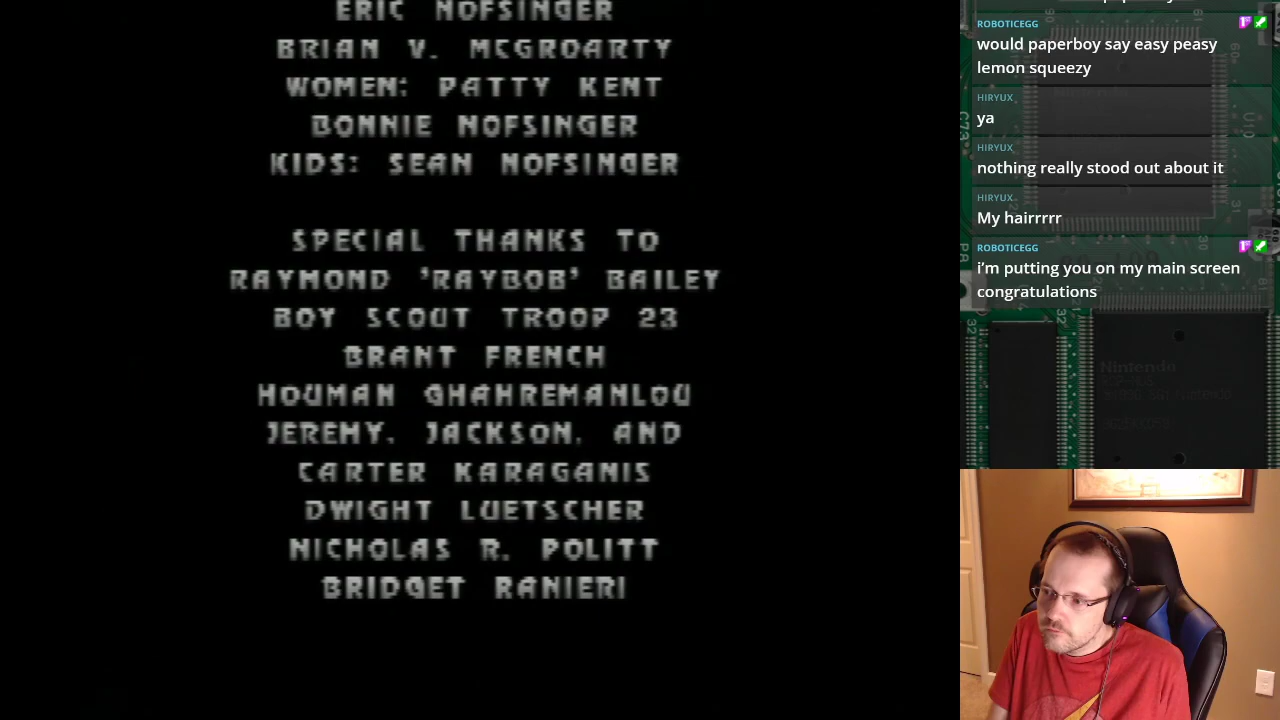 ERIC NOFSINGER
BRIAN V. MCGROARTY
WOMEN: PATTY KENT
BONNIE NOFSINGER
KIDS: SEAN NOFSINGER
SPECIAL THANKS TO
RAYMOND 'RAYBOB' BAILEY
BOY SCOUT TROOP 23
BRANT FRENCH
HOUMAN GHAHREMANLOU
JEREMY, JACKSON, AND
CARTER KARAGANIS
DWIGHT LUETSCHER
NICHOLAS R. POLITT
BRIDGET RANIERI
ROBOTICEGG
would paperboy say easy peasy
lemon squeezy
HIRYUX
ya
HIRYUX
nothing really stood out about it
HIRYUX
My hairrrrr
ROBOTICEGG
i'm putting you on my main screen
congratulations
Nintendo